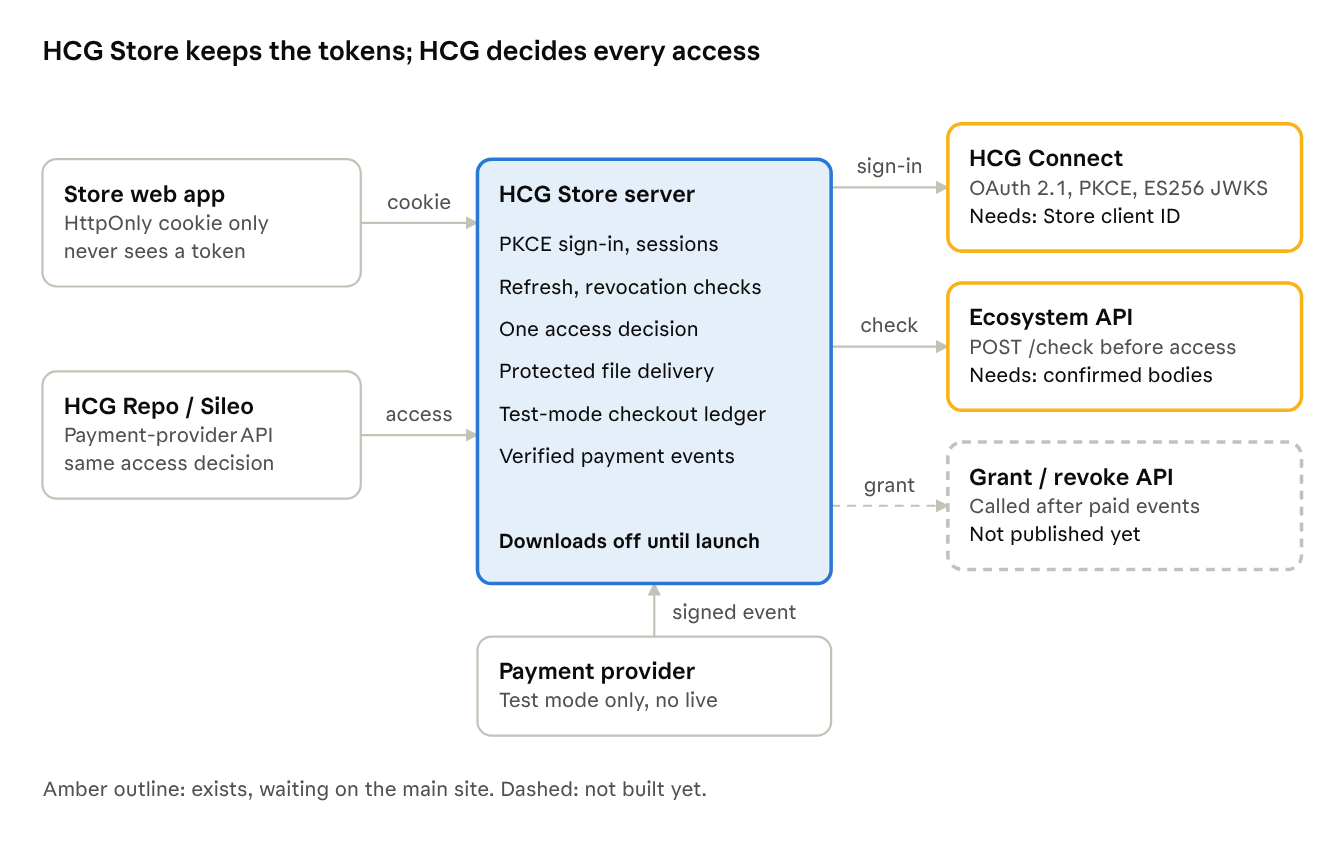 HCG Store keeps the tokens; HCG decides every access
Store web app
HttpOnly cookie only
never sees a token
cookie
HCG Repo / Sileo
Payment-provider API
same access decision
access
HCG Store server
PKCE sign-in, sessions
Refresh, revocation checks
One access decision
Protected file delivery
Test-mode checkout ledger
Verified payment events
Downloads off until launch
sign-in
HCG Connect
OAuth 2.1, PKCE, ES256 JWKS
Needs: Store client ID
check
Ecosystem API
POST /check before access
Needs: confirmed bodies
grant
Grant / revoke API
Called after paid events
Not published yet
signed event
Payment provider
Test mode only, no live
Amber outline: exists, waiting on the main site. Dashed: not built yet.